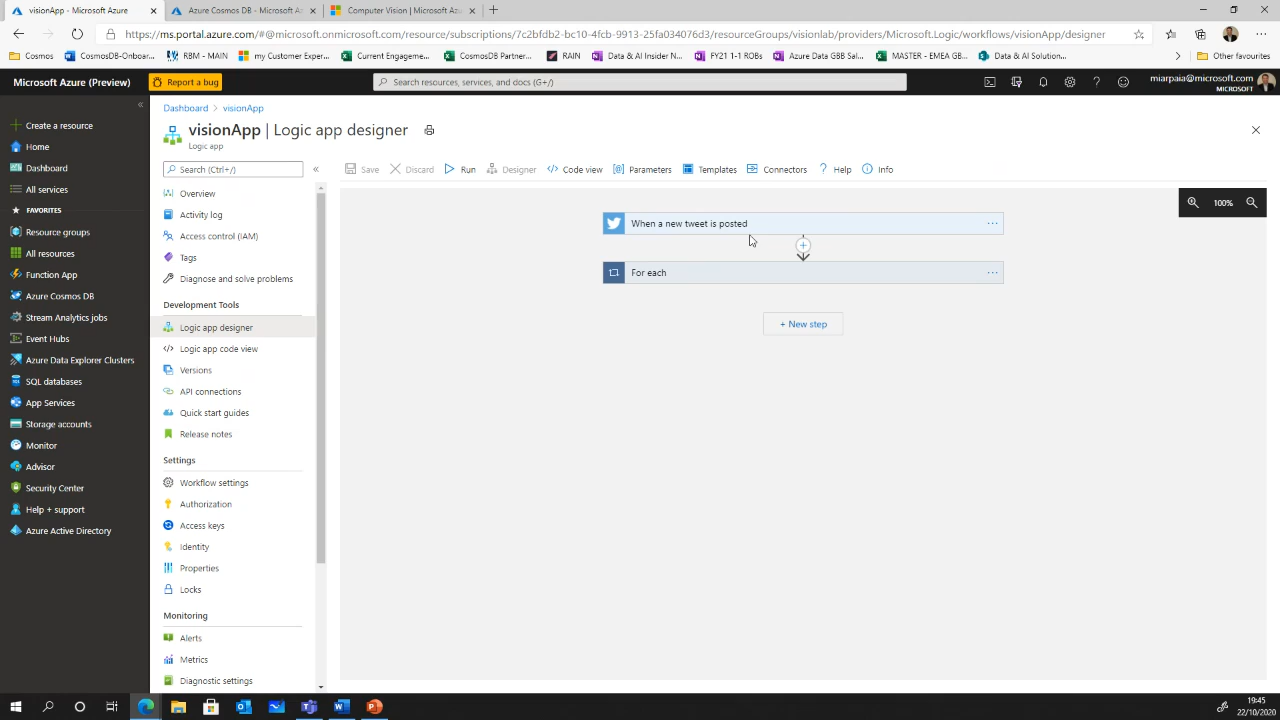 visionApp - Microsoft Azure
Azure Cosmos DB - Microsoft A
Computer Vision | Microsoft Azu
https://ms.portal.azure.com/#@microsoft.onmicrosoft.com/resource/subscriptions/7c2bfdb2-bc10-4fcb-9913-25fa034076d3/resourceGroups/visionlab/providers/Microsoft.Logic/workflows/visionApp/designer
Cosmos
CosmosDB-Onboar...
RBM - MAIN
my Customer Exper...
Current Engagemen...
CosmosDB Partner...
RAIN
Data & AI Insider N...
FY21 1-1 ROBs
Azure Data GBB Sal...
MASTER - EMEA GB...
Data & AI Solution...
Other favourites
Microsoft Azure (Preview)
Report a bug
Search resources, services, and docs (G+/)
miarpaia@microsoft.com
MICROSOFT
Create a resource
Home
Dashboard
All services
FAVORITES
Resource groups
All resources
Function App
Azure Cosmos DB
Stream Analytics jobs
Event Hubs
Azure Data Explorer Clusters
SQL databases
App Services
Storage accounts
Monitor
Advisor
Security Center
Help + support
Azure Active Directory
Dashboard > visionApp
visionApp | Logic app designer
Logic app
Search (Ctrl+/)
Overview
Activity log
Access control (IAM)
Tags
Diagnose and solve problems
Development Tools
Logic app designer
Logic app code view
Versions
API connections
Quick start guides
Release notes
Settings
Workflow settings
Authorization
Access keys
Identity
Properties
Locks
Monitoring
Alerts
Metrics
Diagnostic settings
Save
Discard
Run
Designer
Code view
Parameters
Templates
Connectors
Help
Info
100%
When a new tweet is posted
For each
+ New step
19:45
22/10/2020